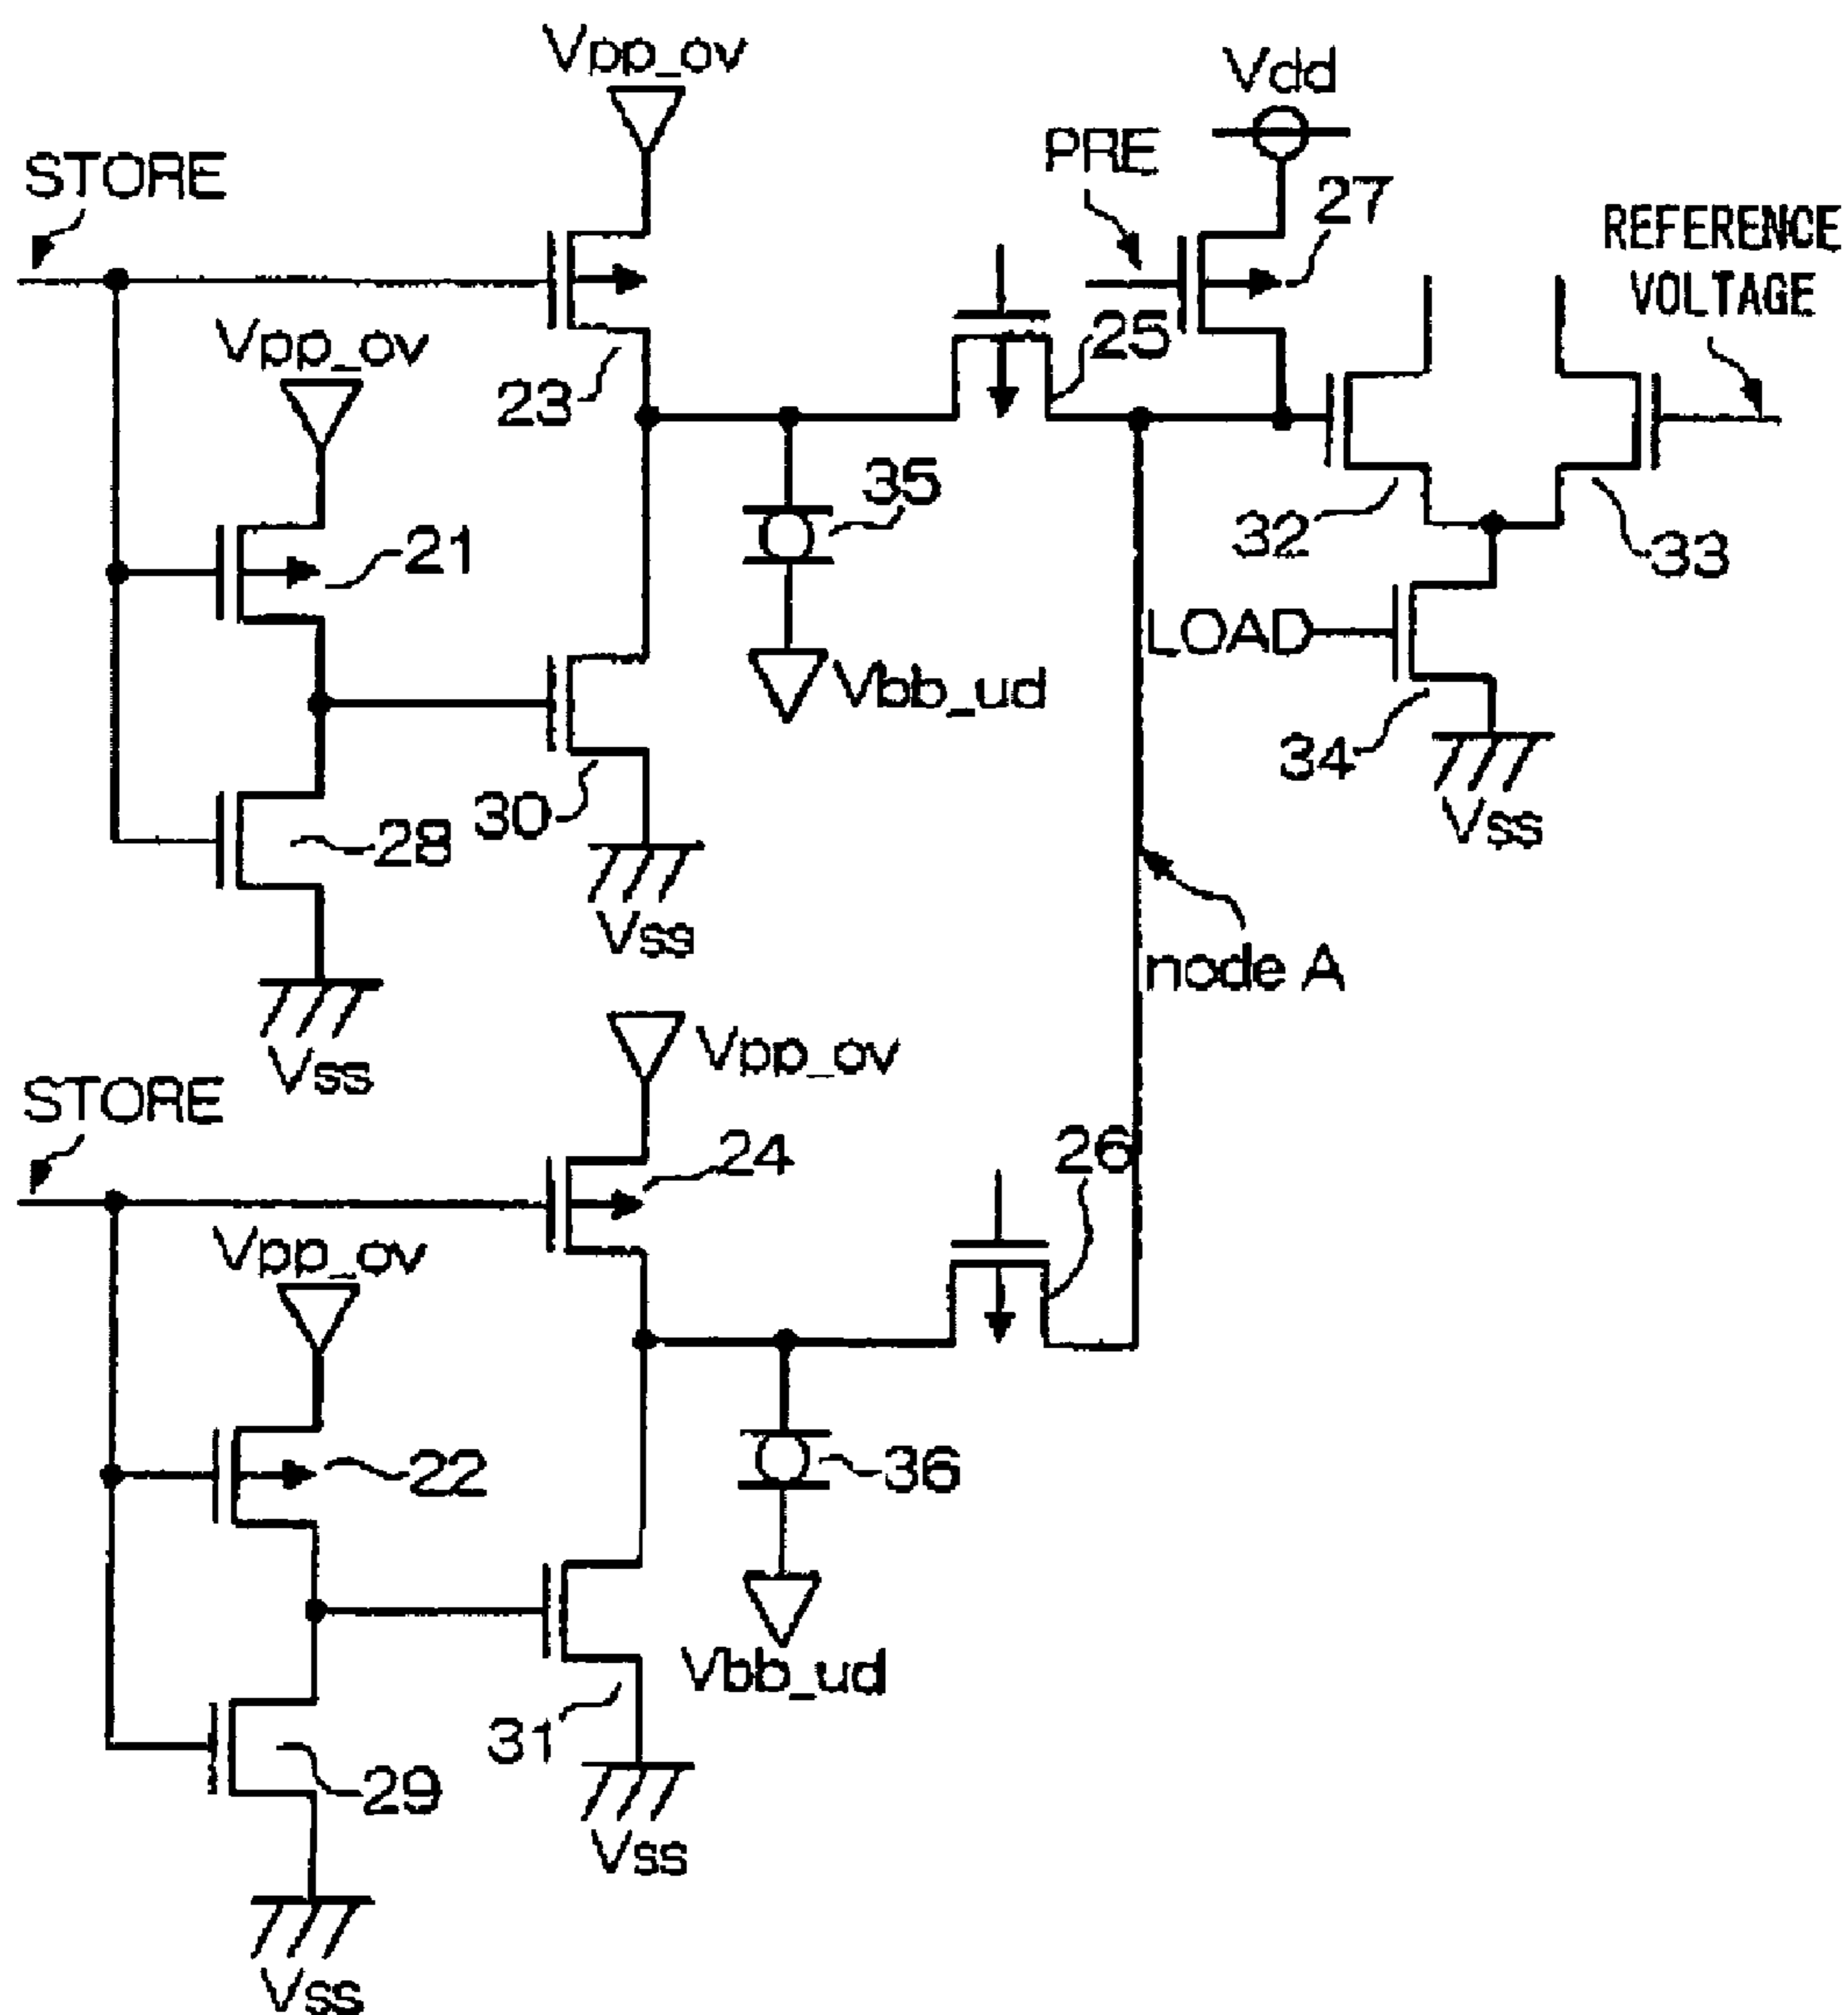 Vpp_ov
Vdd
STORE
PRE
27
REFERENCE
VOLTAGE
Vpp_ov
23
25
35
21
32
33
LOAD
Vbb_ud
30
34
28
Vss
Vss
node A
Vss
Vpp_ov
STORE
24
26
Vpp_ov
22
36
Vbb_ud
31
29
Vss
Vss